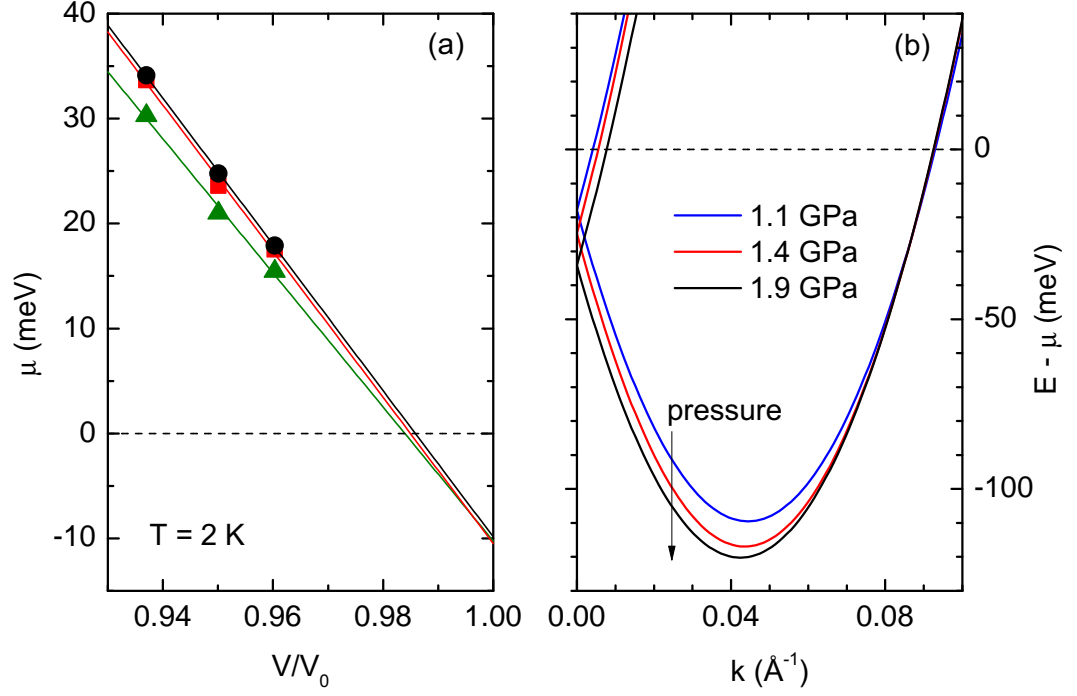 (a)
40
30
20
10
0
-10
μ (meV)
T = 2 K
0.94
0.96
0.98
1.00
V/V₀
(b)
1.1 GPa
1.4 GPa
1.9 GPa
pressure
0
-50
-100
E - μ (meV)
0.00
0.04
0.08
k (Å⁻¹)